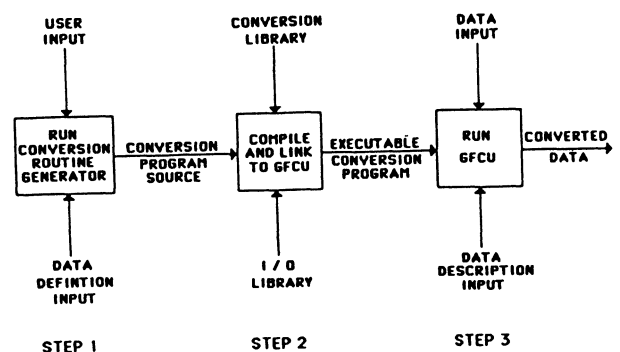 USER
INPUT
CONVERSION
LIBRARY
DATA
INPUT
RUN
CONVERSION
ROUTINE
GENERATOR
CONVERSION
PROGRAM
SOURCE
COMPILE
AND LINK
TO GFCU
EXECUTABLE
CONVERSION
PROGRAM
RUN
GFCU
CONVERTED
DATA
DATA
DEFINTION
INPUT
I / O
LIBRARY
DATA
DESCRIPTION
INPUT
STEP 1
STEP 2
STEP 3